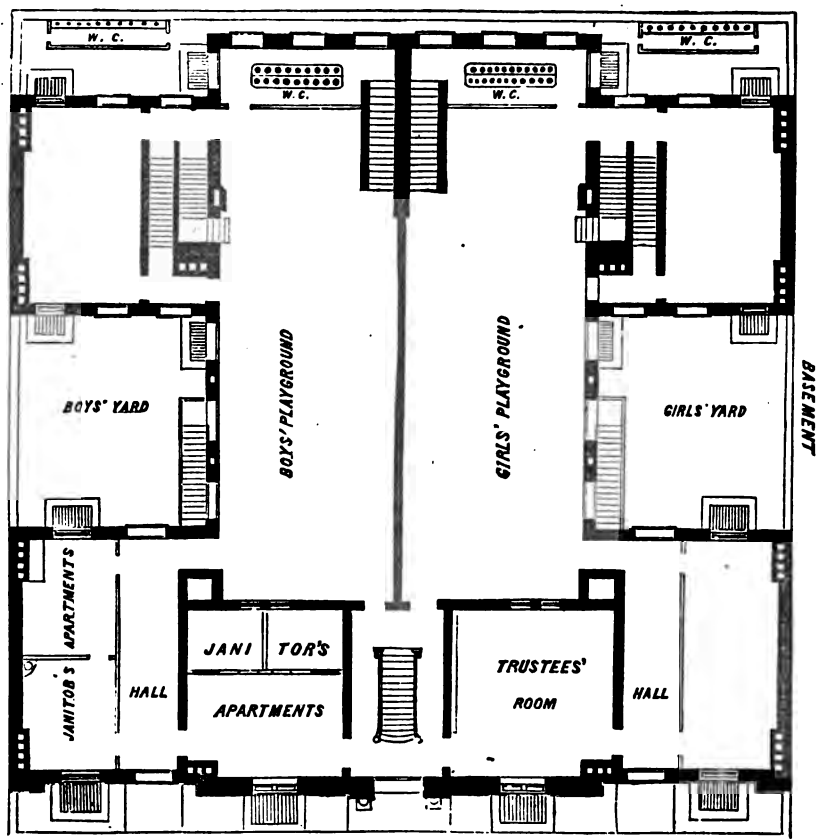 W. C.
W. C.
W. C.
W. C.
BOYS' PLAYGROUND
GIRLS' PLAYGROUND
BOYS' YARD
GIRLS' YARD
BASEMENT
JANITOR'S APARTMENTS
HALL
JANI TOR'S
APARTMENTS
TRUSTEES'
ROOM
HALL